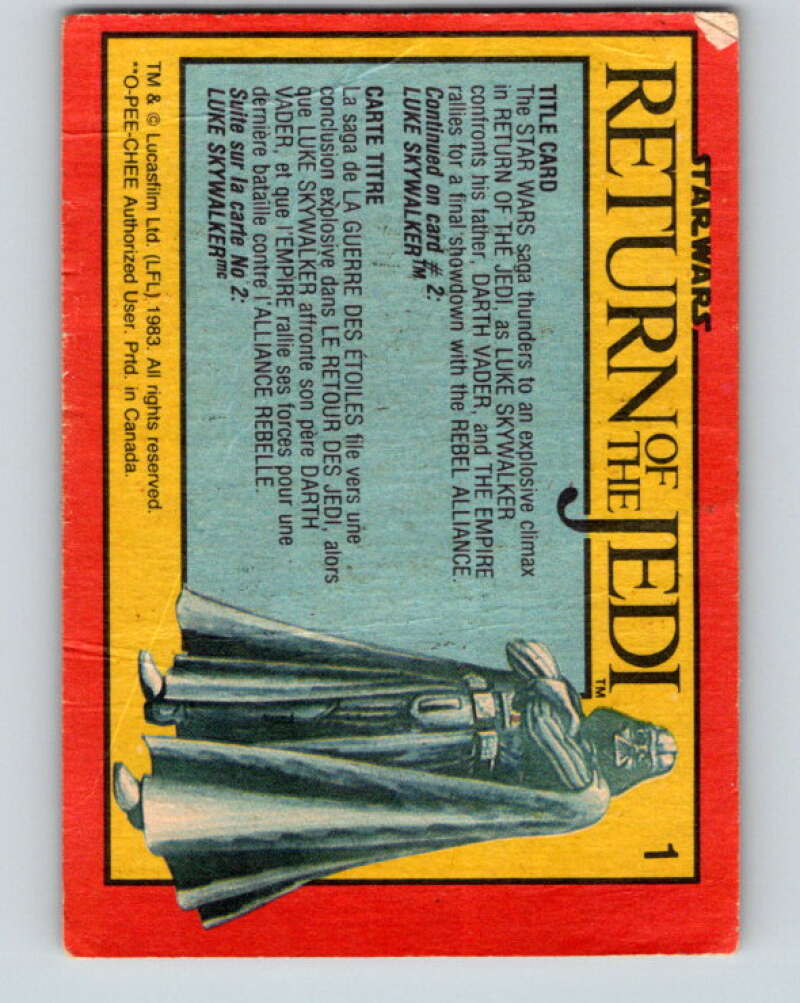 STAR WARS
RETURN OF THE JEDI™
1
TITLE CARD
The STAR WARS saga thunders to an explosive climax
in RETURN OF THE JEDI, as LUKE SKYWALKER
confronts his father, DARTH VADER, and THE EMPIRE
rallies for a final showdown with the REBEL ALLIANCE.
Continued on card # 2:
LUKE SKYWALKER™
CARTE TITRE
La saga de LA GUERRE DES ÉTOILES file vers une
conclusion explosive dans LE RETOUR DES JEDI, alors
que LUKE SKYWALKER affronte son père DARTH
VADER, et que l'EMPIRE rallie ses forces pour une
dernière bataille contre l'ALLIANCE REBELLE.
Suite sur la carte No 2:
LUKE SKYWALKERmc
TM & © Lucasfilm Ltd. (LFL) 1983. All rights reserved.
**O-PEE-CHEE Authorized User. Prtd. in Canada.